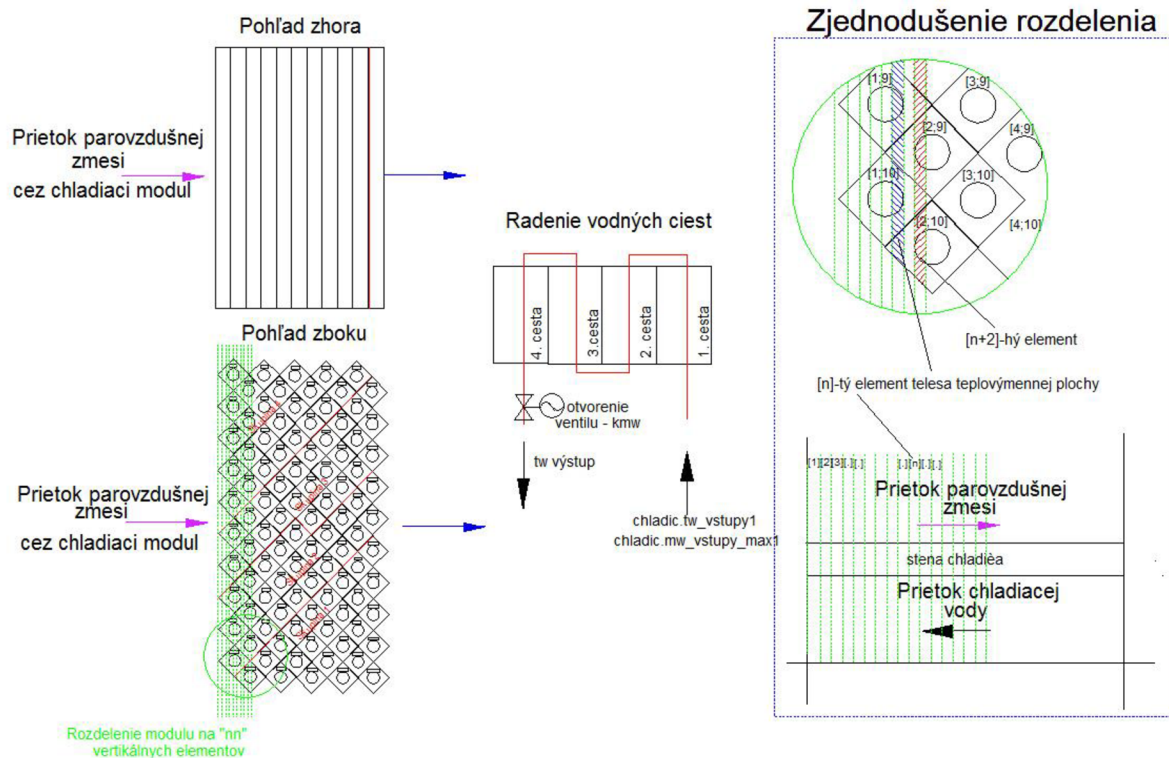 Pohľad zhora
Prietok parovzdušnej
zmesi
cez chladiaci modul
Pohľad zboku
Prietok parovzdušnej
zmesi
cez chladiaci modul
Rozdelenie modulu na "nn"
vertikálnych elementov
Radenie vodných ciest
4. cesta
3.cesta
2. cesta
1. cesta
otvorenie
ventilu - kmw
tw výstup
chladic.tw_vstupy1
chladic.mw_vstupy_max1
Zjednodušenie rozdelenia
[1;9]
[3;9]
[2;9]
[4;9]
[1;10]
[3;10]
[2;10]
[4;10]
[n+2]-hý element
[n]-tý element telesa teplovýmennej plochy
[1][2][3][.][.]
[.][n][.][.]
Prietok parovzdušnej
zmesi
stena chladièa
Prietok chladiacej
vody